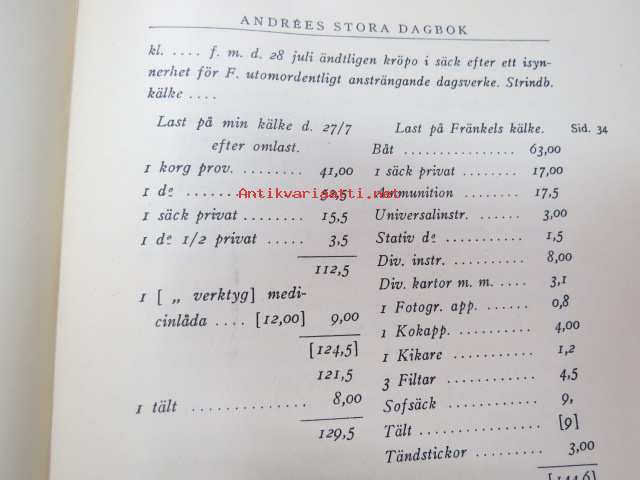 ANDRÉES STORA DAGBOK
kl. .... f. m. d. 28 juli ändtligen kröpo i säck efter ett isyn-
nerhet för F. utomordentligt ansträngande dagsverke. Strindb.
kälke ....
Last på min kälke d. 27/7
efter omlast.
1 korg prov. ........ 41,00
1 dº ................ 52,5
1 säck privat ........ 15,5
1 dº 1/2 privat ..... 3,5
112,5
1 [ „ verktyg] medi-
cinlåda .... [12,00] 9,00
[124,5]
121,5
1 tält .............. 8,00
129,5
Last på Fränkels kälke. Sid. 34
Båt ................ 63,00
1 säck privat ........ 17,00
Ammunition ........ 17,5
Universalinstr. ...... 3,00
Stativ dº ........... 1,5
Div. instr. .......... 8,00
Div. kartor m. m. .... 3,1
1 Fotogr. app. ...... 0,8
1 Kokapp. .......... 4,00
1 Kikare ........... 1,2
3 Filtar ............ 4,5
Sofsäck ............ 9,
Tält ................ [9]
Tändstickor ......... 3,00
[144,6]
Antikvariaatti.net